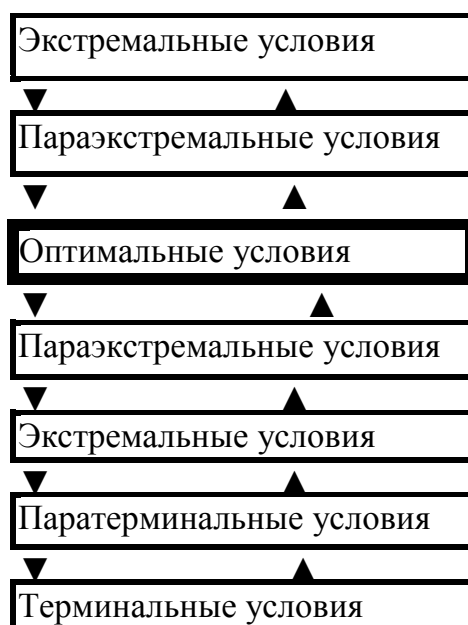 Экстремальные условия
Параэкстремальные условия
Оптимальные условия
Параэкстремальные условия
Экстремальные условия
Паратерминальные условия
Терминальные условия